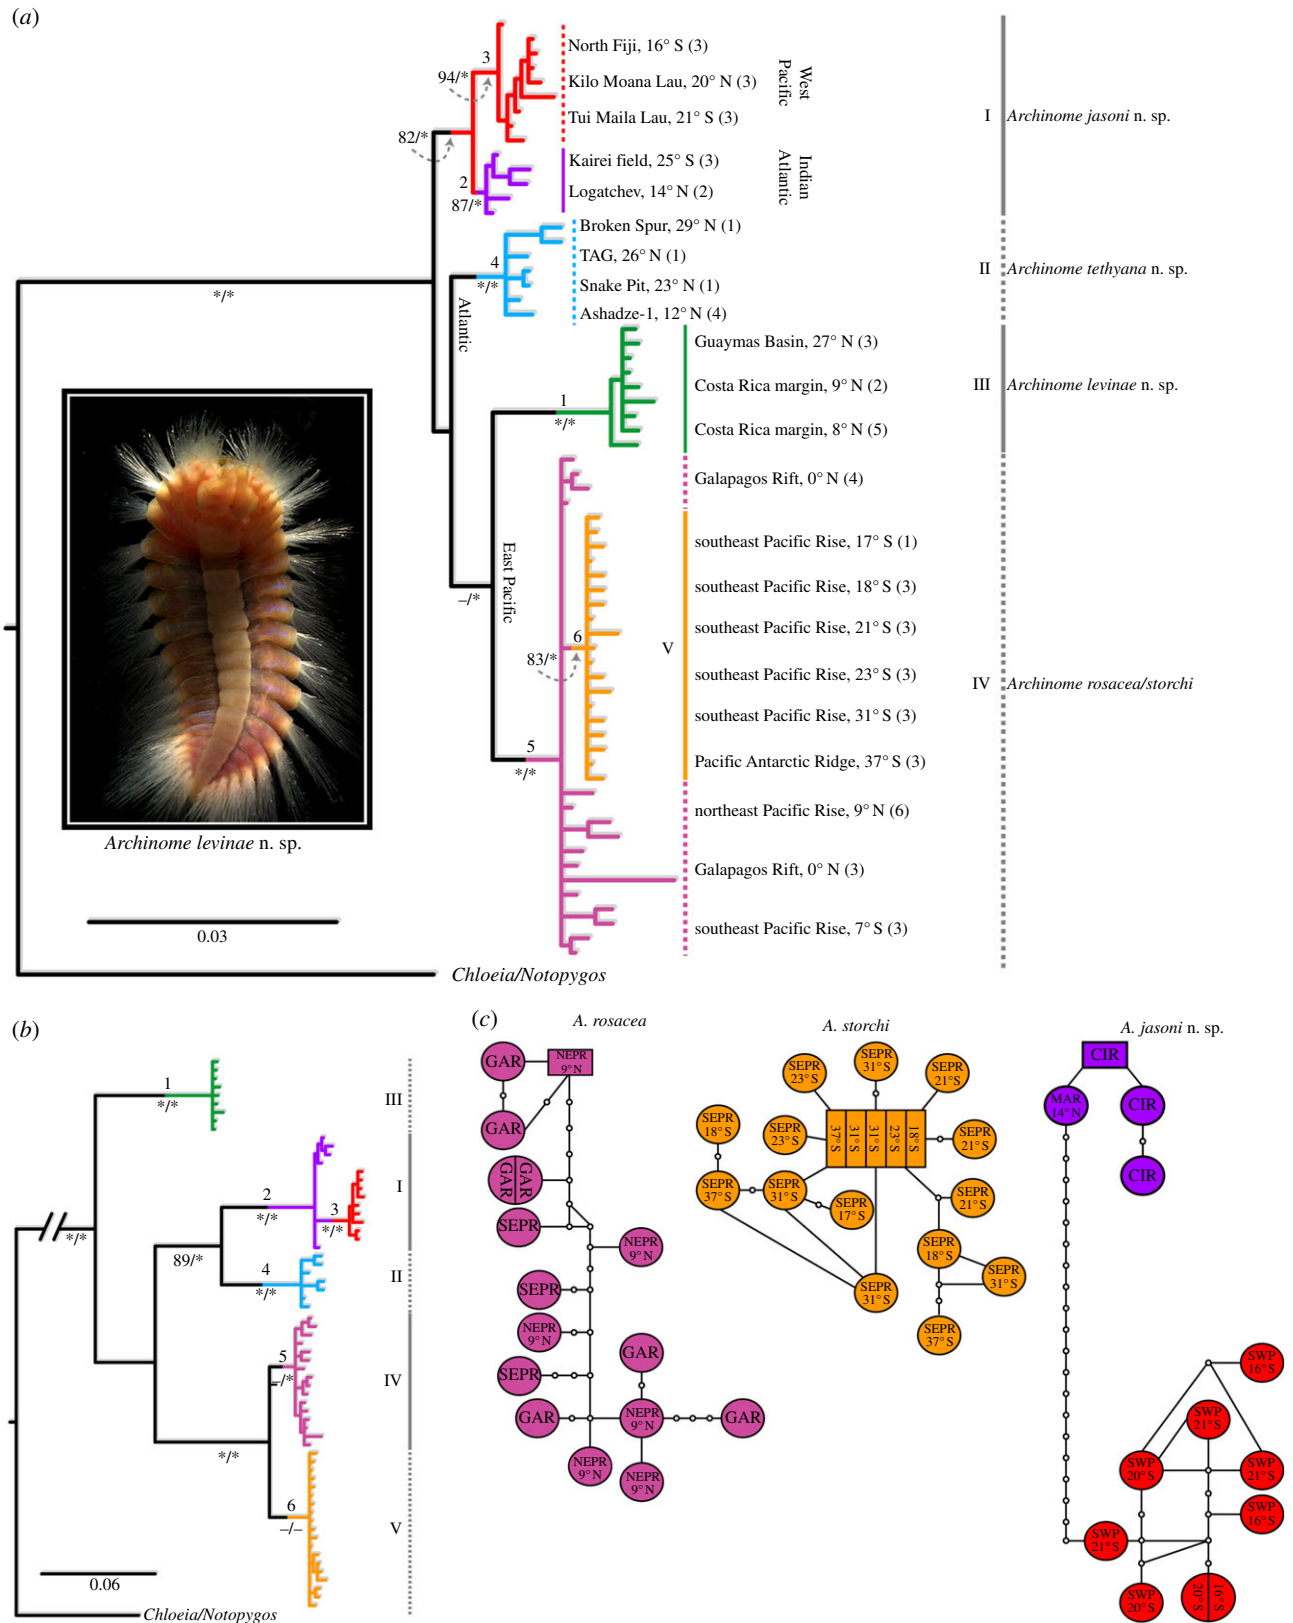 (a)
North Fiji, 16° S (3)
Kilo Moana Lau, 20° N (3)
Tui Maila Lau, 21° S (3)
West
Pacific
Kairei field, 25° S (3)
Logatchev, 14° N (2)
Indian
Atlantic
3
94/*
82/*
2
87/*
I
Archinome jasoni n. sp.
Broken Spur, 29° N (1)
TAG, 26° N (1)
Snake Pit, 23° N (1)
Ashadze-1, 12° N (4)
4
*/*
II
Archinome tethyana n. sp.
*/*
Atlantic
Guaymas Basin, 27° N (3)
Costa Rica margin, 9° N (2)
Costa Rica margin, 8° N (5)
1
*/*
III
Archinome levinae n. sp.
East Pacific
–/*
Galapagos Rift, 0° N (4)
southeast Pacific Rise, 17° S (1)
southeast Pacific Rise, 18° S (3)
southeast Pacific Rise, 21° S (3)
southeast Pacific Rise, 23° S (3)
southeast Pacific Rise, 31° S (3)
Pacific Antarctic Ridge, 37° S (3)
6
83/*
V
IV
Archinome rosacea/storchi
5
*/*
northeast Pacific Rise, 9° N (6)
Galapagos Rift, 0° N (3)
southeast Pacific Rise, 7° S (3)
Archinome levinae n. sp.
0.03
Chloeia/Notopygos
(b)
1
*/*
III
*/*
2
*/*
3
*/*
I
89/*
4
*/*
II
5
–/*
IV
*/*
6
–/–
V
0.06
Chloeia/Notopygos
(c)
A. rosacea
GAR
NEPR
9° N
GAR
GAR
GAR
SEPR
NEPR
9° N
SEPR
NEPR
9° N
GAR
SEPR
GAR
NEPR
9° N
GAR
NEPR
9° N
NEPR
9° N
A. storchi
SEPR
23° S
SEPR
31° S
SEPR
21° S
SEPR
18° S
SEPR
23° S
37° S
31° S
31° S
23° S
18° S
SEPR
21° S
SEPR
37° S
SEPR
31° S
SEPR
17° S
SEPR
21° S
SEPR
18° S
SEPR
31° S
SEPR
31° S
SEPR
37° S
A. jasoni n. sp.
CIR
MAR
14° N
CIR
CIR
SWP
16° S
SWP
21° S
SWP
20° S
SWP
21° S
SWP
16° S
SWP
21° S
SWP
20° S
20° S
16° S